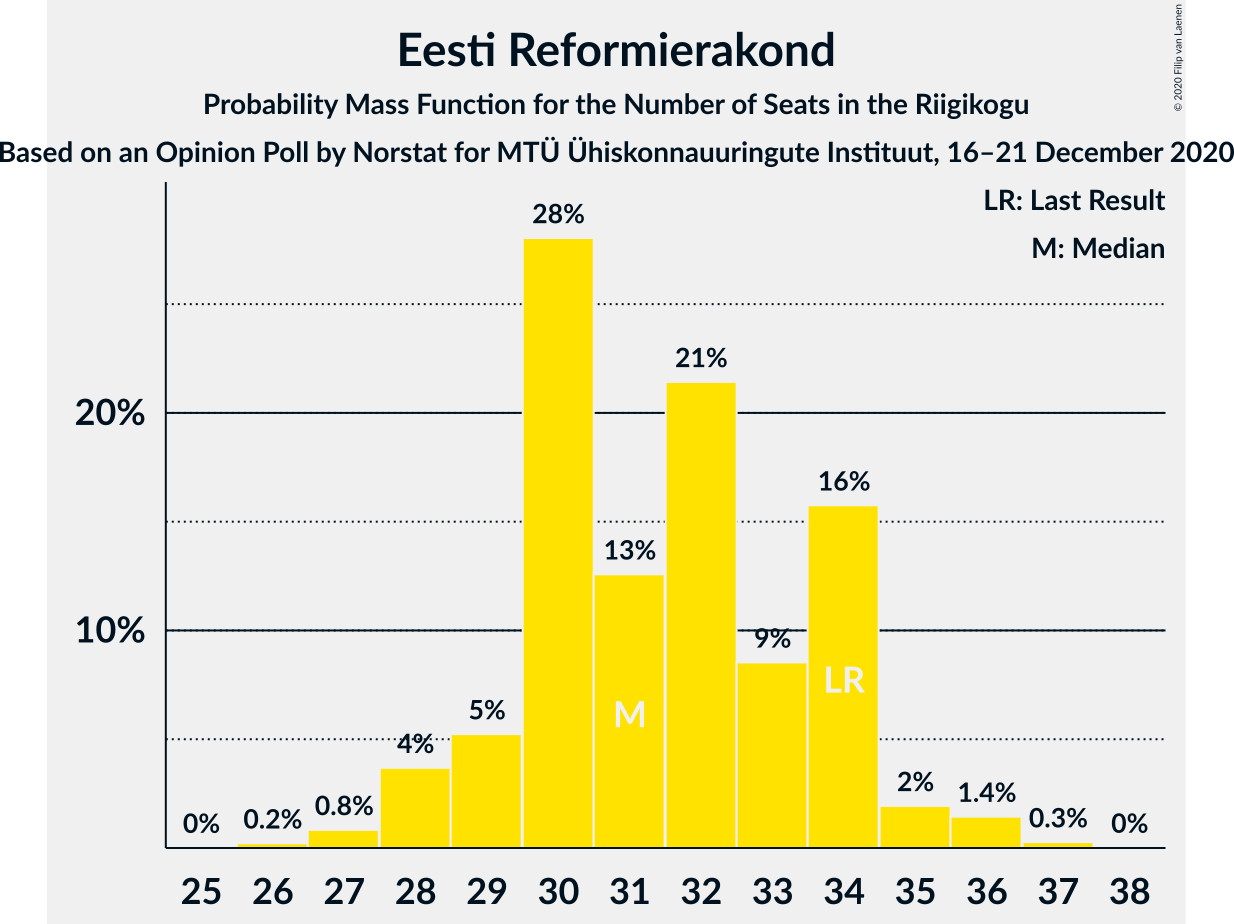 Eesti Reformierakond
Probability Mass Function for the Number of Seats in the Riigikogu
Based on an Opinion Poll by Norstat for MTÜ Ühiskonnauuringute Instituut, 16–21 December 2020
© 2020 Filip van Laenen
LR: Last Result
M: Median
28%
21%
20%
16%
13%
10%
9%
LR
M
5%
4%
2%
1.4%
0.8%
0.3%
0.2%
0%
0%
25 26 27 28 29 30 31 32 33 34 35 36 37 38